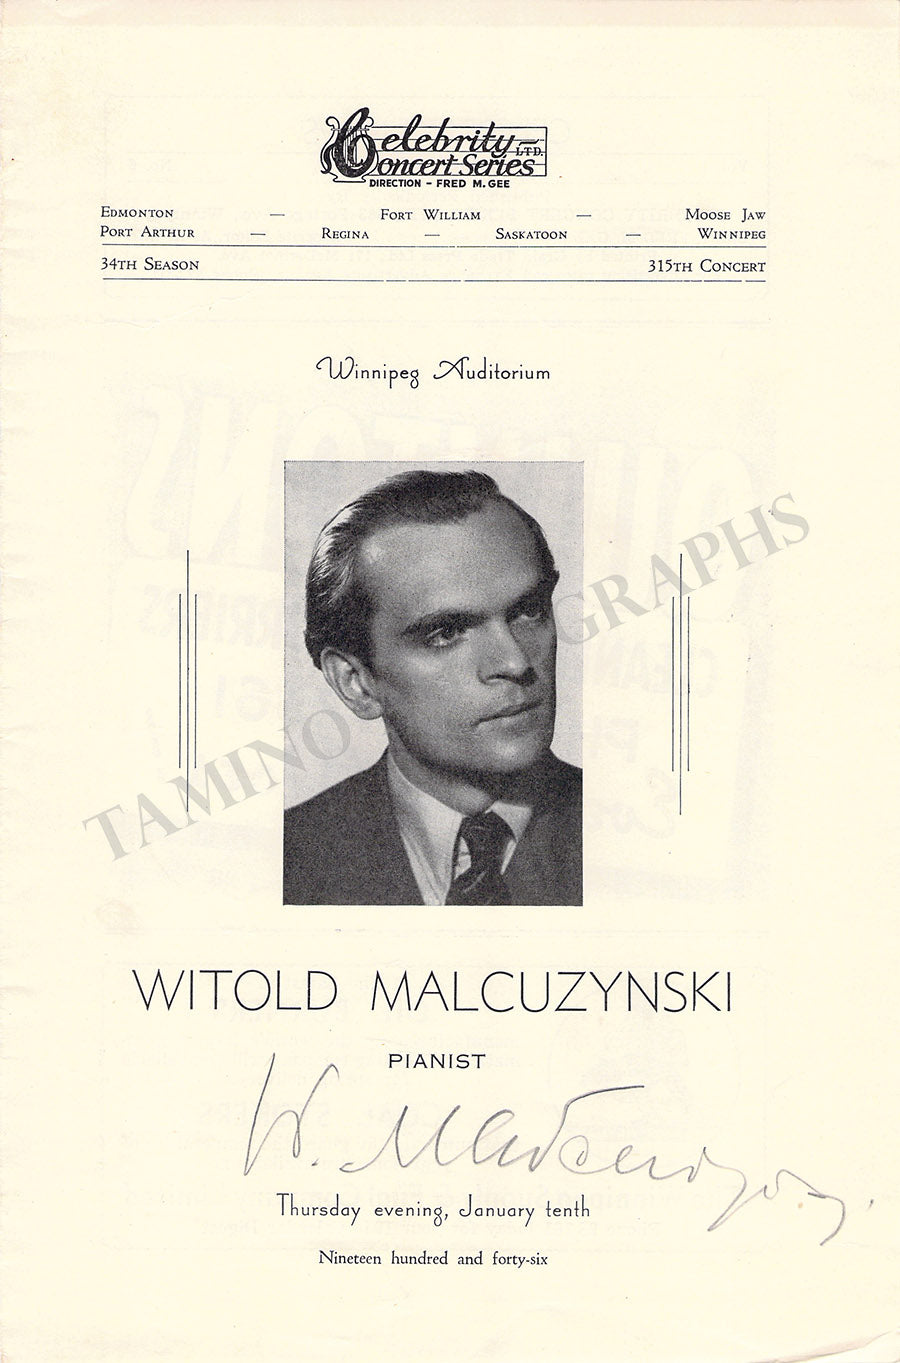 Celebrity
Concert Series LTD.
DIRECTION - FRED M. GEE
EDMONTON — FORT WILLIAM — MOOSE JAW
PORT ARTHUR — REGINA — SASKATOON — WINNIPEG
34TH SEASON 315TH CONCERT
Winnipeg Auditorium
TAMINO AUTOGRAPHS
WITOLD MALCUZYNSKI
PIANIST
W. Malcuzynski
Thursday evening, January tenth
Nineteen hundred and forty-six